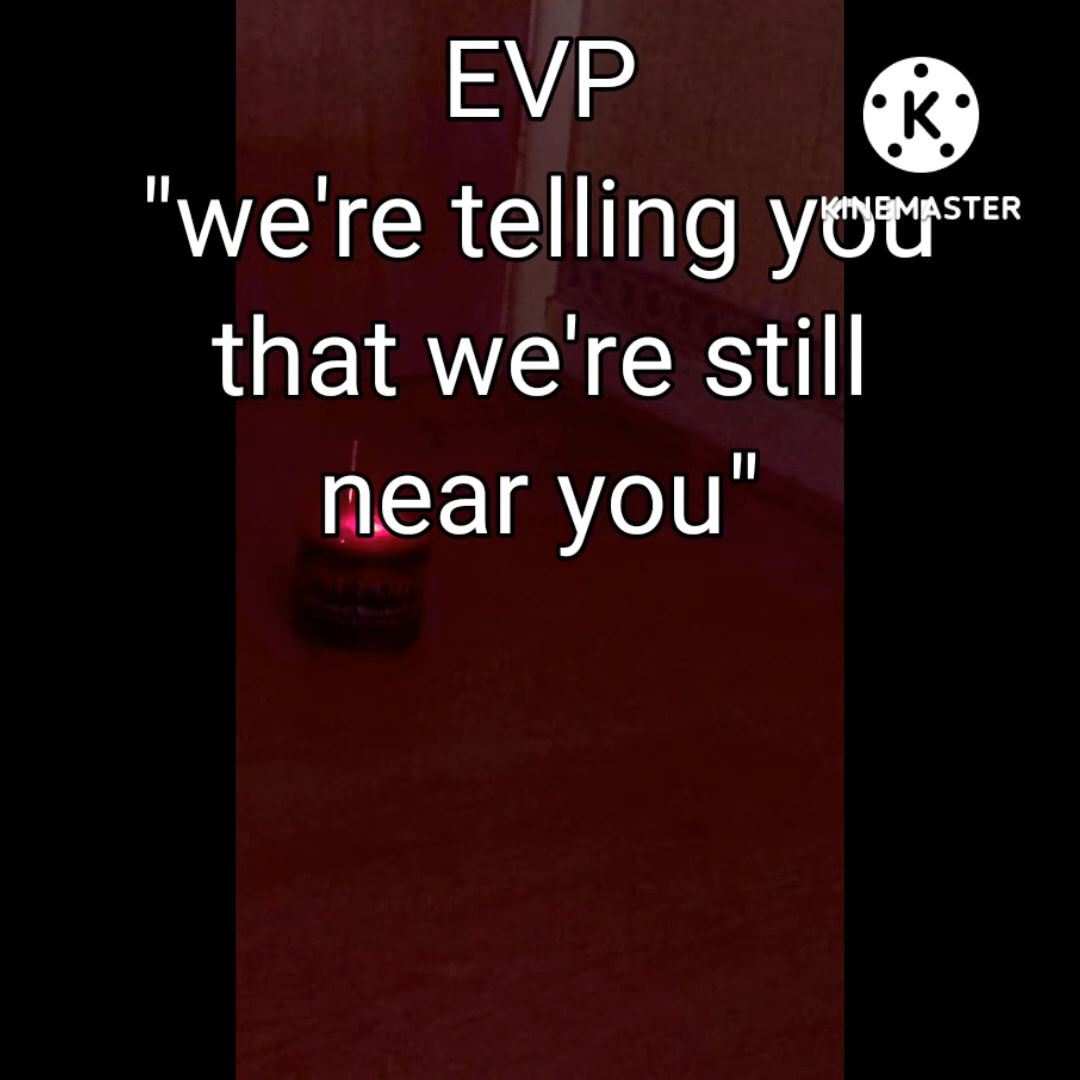 EVP
"we're telling you
that we're still
near you"
K
KINEMASTER